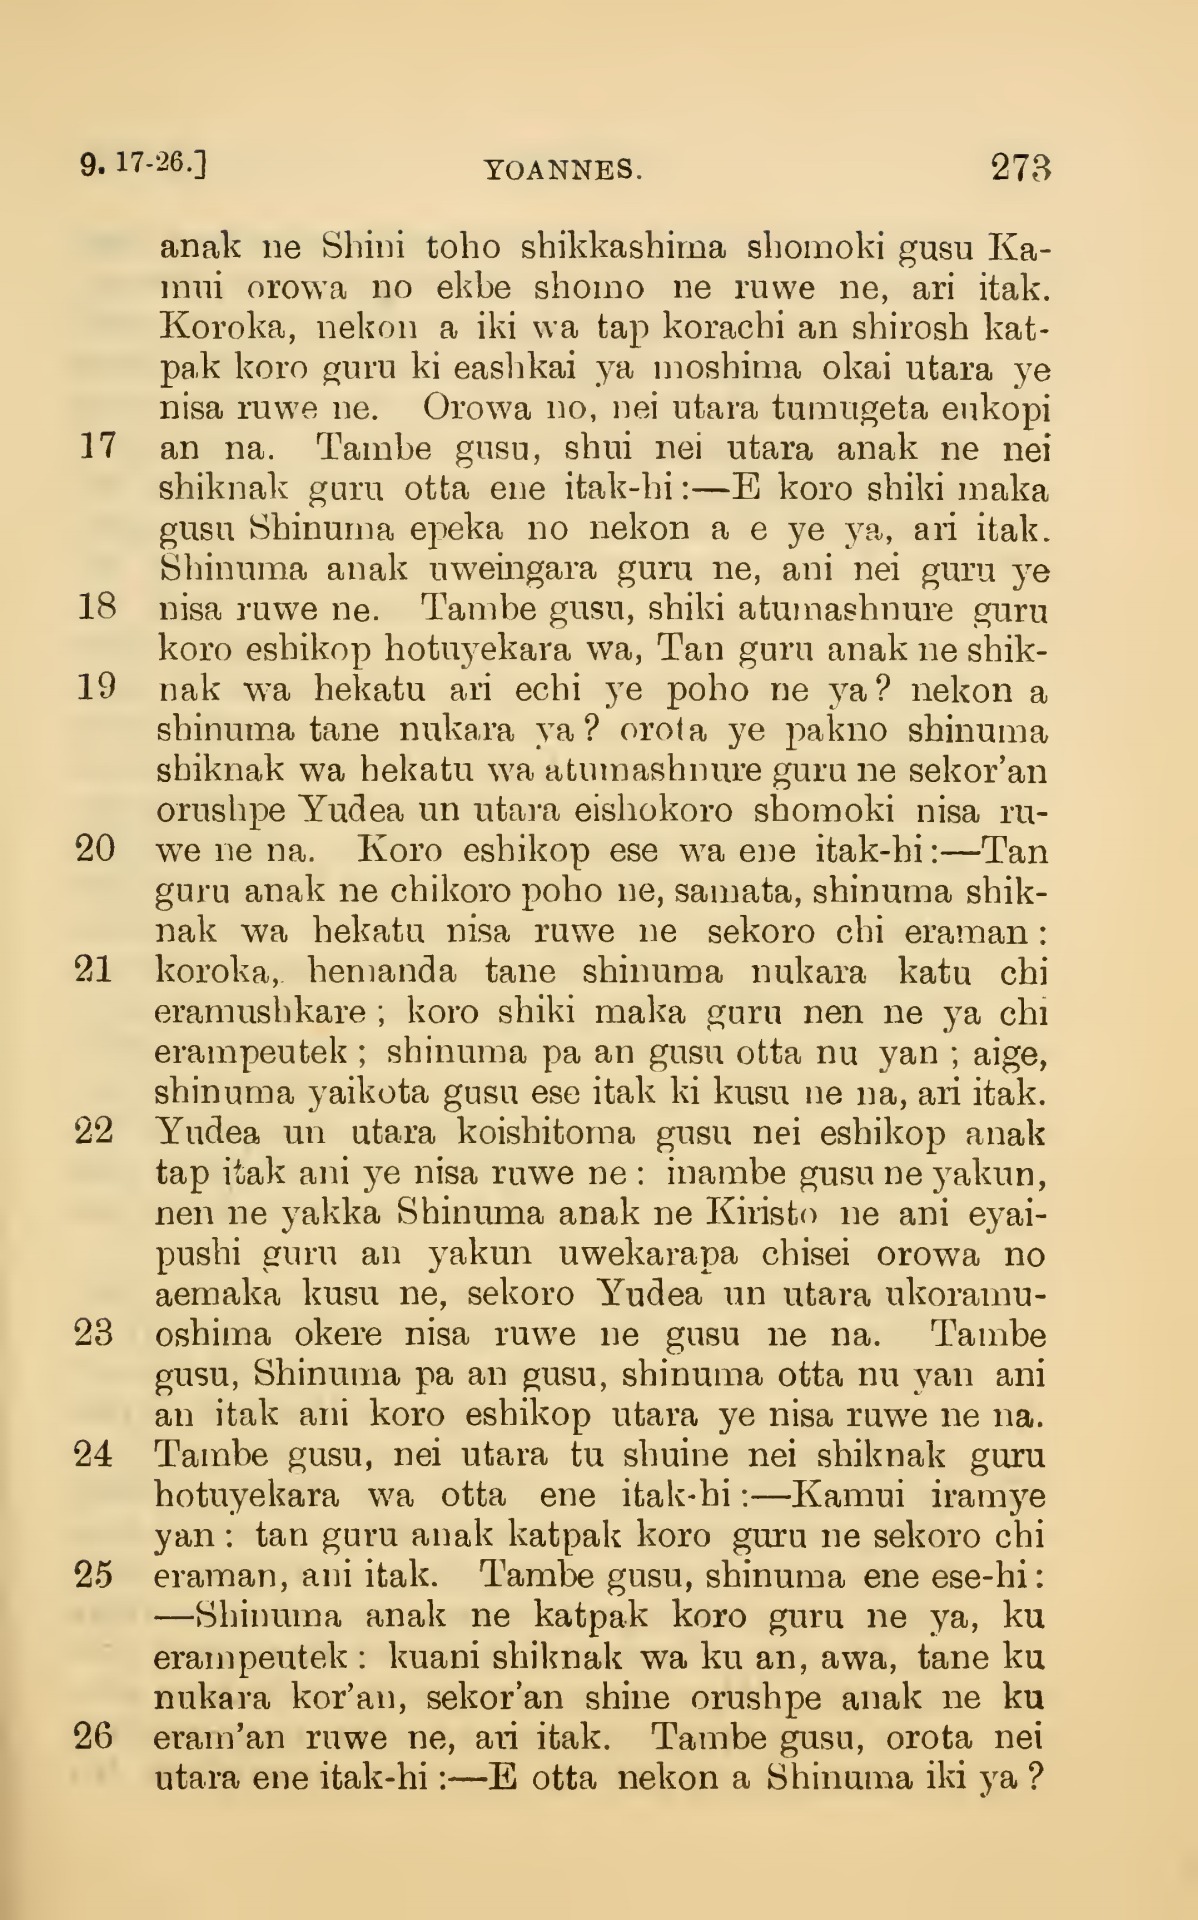 9. 17-26.] YOANNES. 273
anak ne Shini toho shikkashima shomoki gusu Ka-
mui orowa no ekbe shomo ne ruwe ne, ari itak.
Koroka, nekon a iki wa tap korachi an shirosh kat-
pak koro guru ki eashkai ya moshima okai utara ye
nisa ruwe ne. Orowa no, nei utara tumugeta eukopi
17 an na. Tambe gusu, shui nei utara anak ne nei
shiknak guru otta ene itak-hi:—E koro shiki maka
gusu Shinuma epeka no nekon a e ye ya, ari itak.
Shinuma anak uweingara guru ne, ani nei guru ye
18 nisa ruwe ne. Tambe gusu, shiki atumashnure guru
koro eshikop hotuyekara wa, Tan guru anak ne shik-
19 nak wa hekatu ari echi ye poho ne ya? nekon a
shinuma tane nukara ya? orota ye pakno shinuma
shiknak wa hekatu wa atumashnure guru ne sekor'an
orushpe Yudea un utara eishokoro shomoki nisa ru-
20 we ne na. Koro eshikop ese wa ene itak-hi:—Tan
guru anak ne chikoro poho ne, samata, shinuma shik-
nak wa hekatu nisa ruwe ne sekoro chi eraman:
21 koroka, hemanda tane shinuma nukara katu chi
eramushkare; koro shiki maka guru nen ne ya chi
erampeutek; shinuma pa an gusu otta nu yan; aige,
shinuma yaikota gusu ese itak ki kusu ne na, ari itak.
22 Yudea un utara koishitoma gusu nei eshikop anak
tap itak ani ye nisa ruwe ne: inambe gusu ne yakun,
nen ne yakka Shinuma anak ne Kiristo ne ani eyai-
pushi guru an yakun uwekarapa chisei orowa no
aemaka kusu ne, sekoro Yudea un utara ukoramu-
23 oshima okere nisa ruwe ne gusu ne na. Tambe
gusu, Shinuma pa an gusu, shinuma otta nu yan ani
an itak ani koro eshikop utara ye nisa ruwe ne na.
24 Tambe gusu, nei utara tu shuine nei shiknak guru
hotuyekara wa otta ene itak-hi:—Kamui iramye
yan: tan guru anak katpak koro guru ne sekoro chi
25 eraman, ani itak. Tambe gusu, shinuma ene ese-hi:
—Shinuma anak ne katpak koro guru ne ya, ku
erampeutek: kuani shiknak wa ku an, awa, tane ku
nukara kor'an, sekor'an shine orushpe anak ne ku
26 eram'an ruwe ne, ari itak. Tambe gusu, orota nei
utara ene itak-hi:—E otta nekon a Shinuma iki ya?